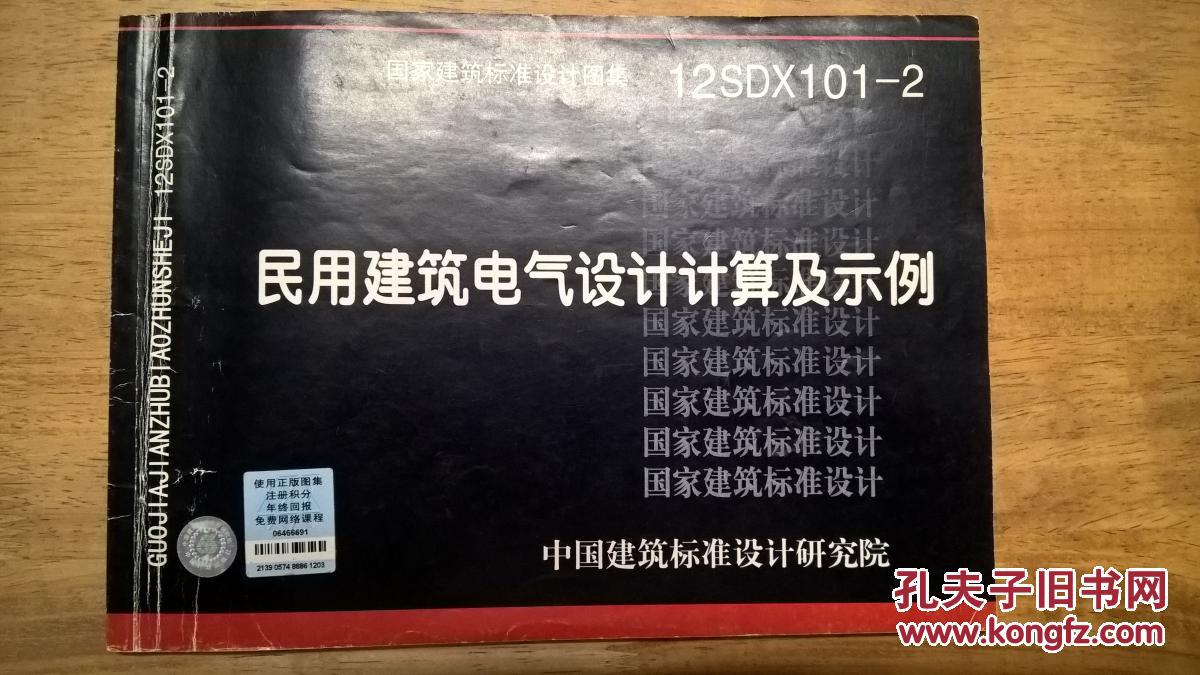 国家建筑标准设计图集 12SDX101-2
GUOJIAJIANZHUBIAOZHUNSHEJI 12SDX101-2
国家建筑标准设计
国家建筑标准设计
民用建筑电气设计计算及示例
国家建筑标准设计
国家建筑标准设计
国家建筑标准设计
国家建筑标准设计
国家建筑标准设计
使用正版图集
注册积分
年终回报
免费网络课程
06466691
2139 0574 8886 1203
中国建筑标准设计研究院
孔夫子旧书网
www.kongfz.com